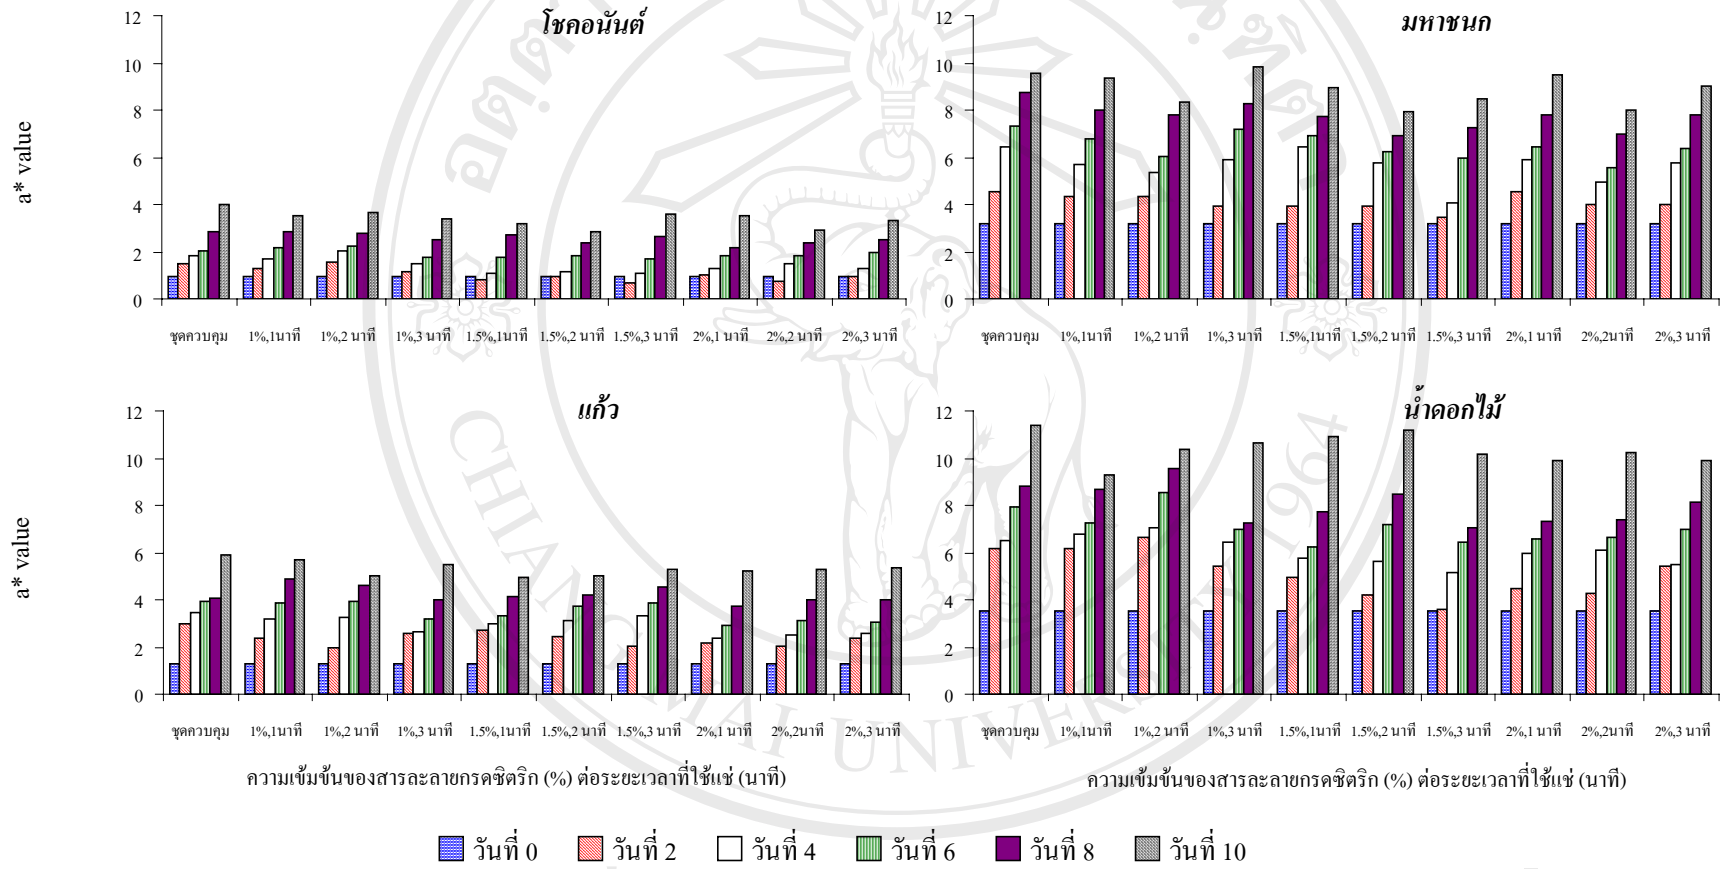 โชคอนันต์
มหาชนก
a* value
12
10
8
6
4
2
0
ชุดควบคุม 1%,1นาที 1%,2 นาที 1%,3 นาที 1.5%,1นาที 1.5%,2 นาที 1.5%,3 นาที 2%,1 นาที 2%,2นาที 2%,3 นาที
12
10
8
6
4
2
0
ชุดควบคุม 1%,1นาที 1%,2 นาที 1%,3 นาที 1.5%,1นาที 1.5%,2 นาที 1.5%,3 นาที 2%,1 นาที 2%,2นาที 2%,3 นาที
แก้ว
น้ำดอกไม้
a* value
12
10
8
6
4
2
0
ชุดควบคุม 1%,1นาที 1%,2 นาที 1%,3 นาที 1.5%,1นาที 1.5%,2 นาที 1.5%,3 นาที 2%,1 นาที 2%,2นาที 2%,3 นาที
ความเข้มข้นของสารละลายกรดซิตริก (%) ต่อระยะเวลาที่ใช้แช่ (นาที)
12
10
8
6
4
2
0
ชุดควบคุม 1%,1นาที 1%,2 นาที 1%,3 นาที 1.5%,1นาที 1.5%,2 นาที 1.5%,3 นาที 2%,1 นาที 2%,2นาที 2%,3 นาที
ความเข้มข้นของสารละลายกรดซิตริก (%) ต่อระยะเวลาที่ใช้แช่ (นาที)
วันที่ 0 วันที่ 2 วันที่ 4 วันที่ 6 วันที่ 8 วันที่ 10
CHIANG MAI UNIVERSITY 1964